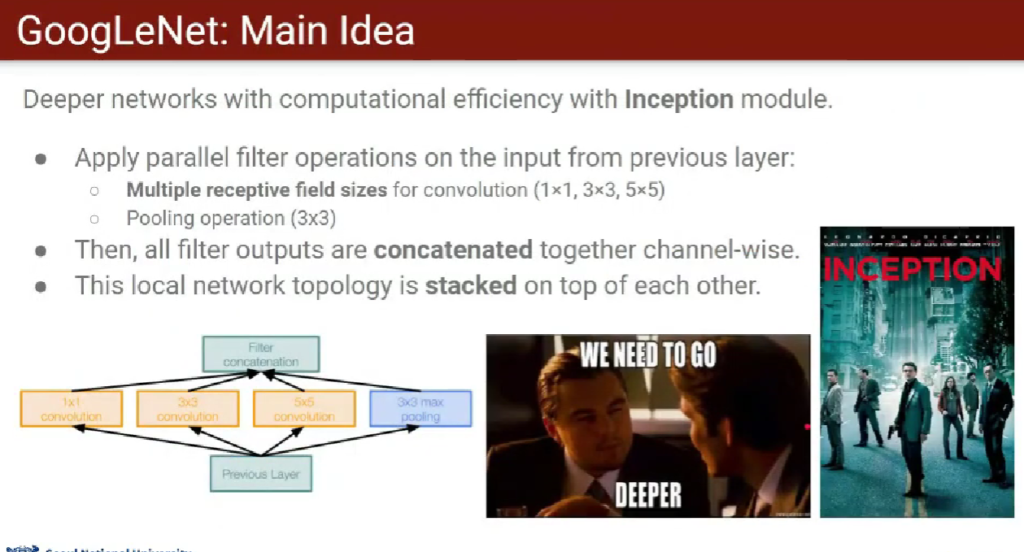 GoogLeNet: Main Idea
Deeper networks with computational efficiency with Inception module.
● Apply parallel filter operations on the input from previous layer:
○ Multiple receptive field sizes for convolution (1×1, 3×3, 5×5)
○ Pooling operation (3x3)
● Then, all filter outputs are concatenated together channel-wise.
● This local network topology is stacked on top of each other.
Filter
concatenation
1x1
convolution
3x3
convolution
5x5
convolution
3x3 max
pooling
Previous Layer
WE NEED TO GO
DEEPER
INCEPTION
Seoul National University